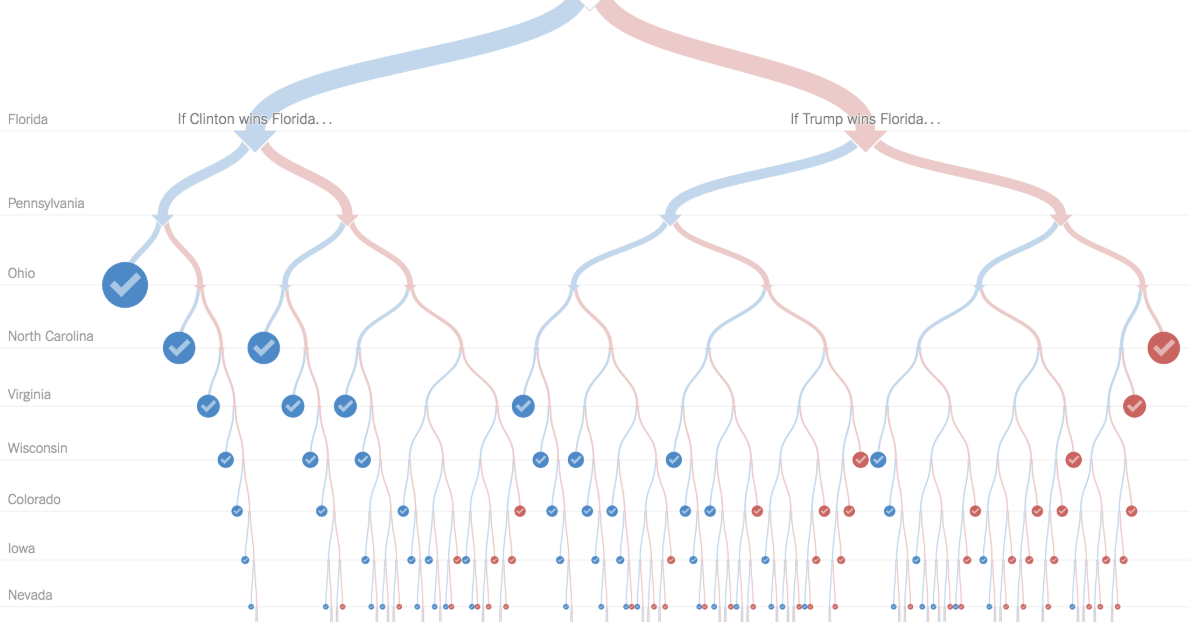 If Clinton wins Florida...
If Trump wins Florida...
Florida
Pennsylvania
Ohio
North Carolina
Virginia
Wisconsin
Colorado
Iowa
Nevada